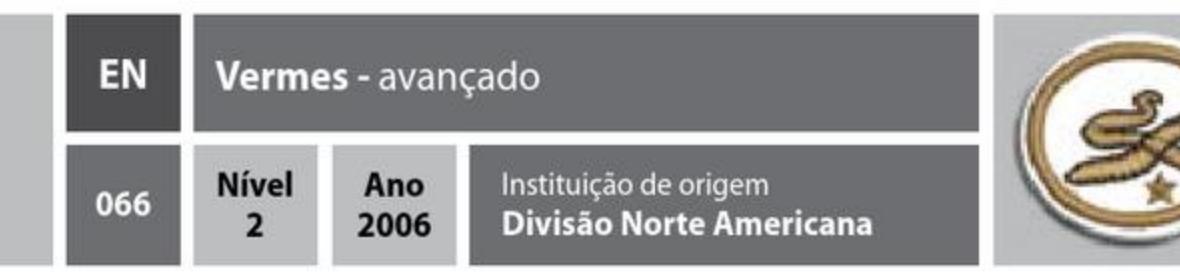 EN
Vermes - avançado
066
Nível
2
Ano
2006
Instituição de origem
Divisão Norte Americana